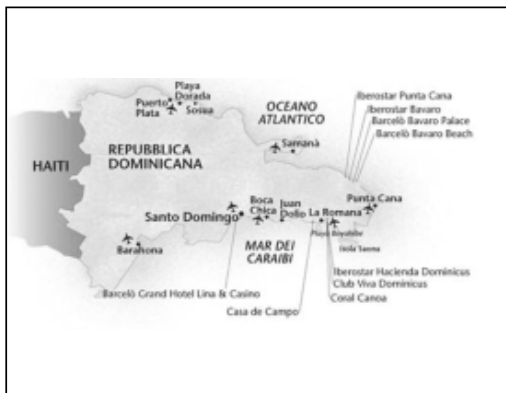 Playa
Dorada
Puerto
Plata
Sosua
OCEANO
ATLANTICO
Iberostar Punta Cana
Iberostar Bavaro
Barcelò Bavaro Palace
Barcelò Bavaro Beach
Samanà
HAITI
REPUBBLICA
DOMINICANA
Punta Cana
Boca
Chica
Juan
Dolio
La Romana
Santo Domingo
MAR DEI
CARAIBI
Barahona
Barcelò Grand Hotel Lina & Casino
Iberostar Hacienda Dominicus
Club Viva Dominicus
Coral Canoa
Casa de Campo